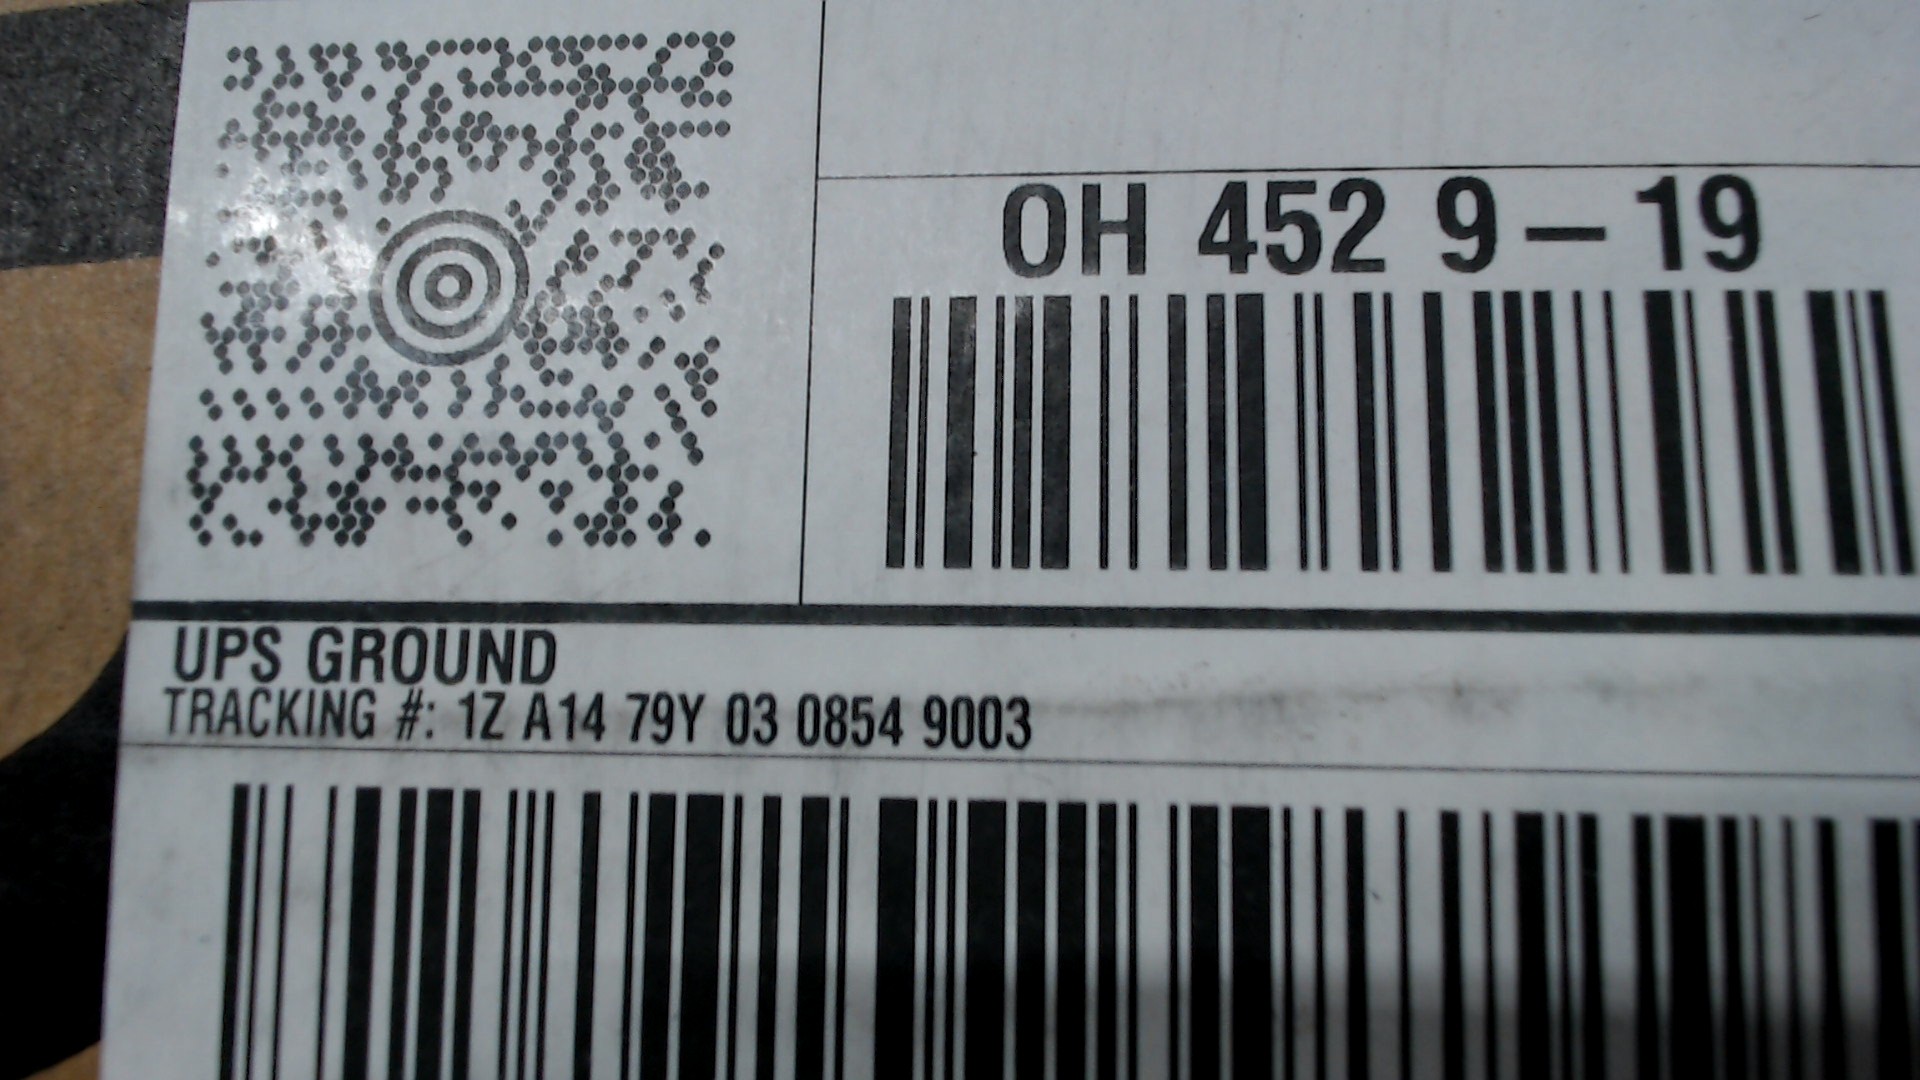 OH 452 9-19
UPS GROUND
TRACKING #: 1Z A14 79Y 03 0854 9003